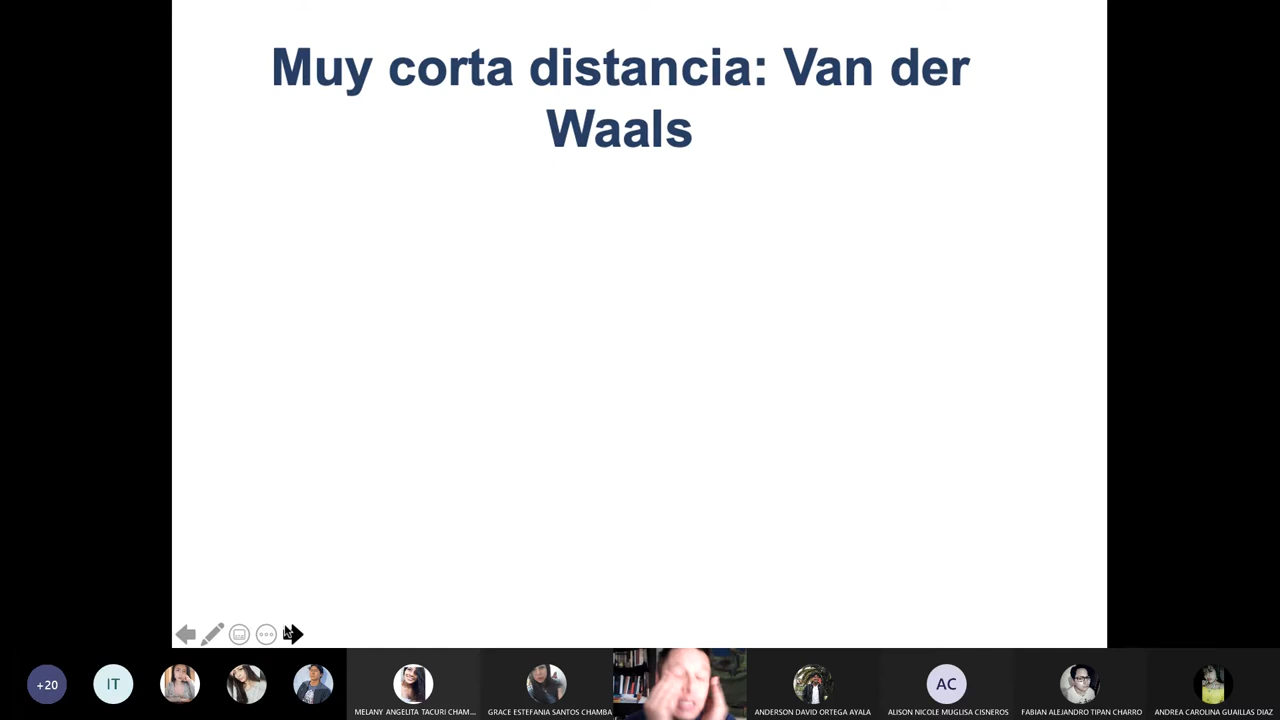 Muy corta distancia: Van der
Waals
+20
IT
MELANY ANGELITA TACURI CHAM...
GRACE ESTEFANIA SANTOS CHAMBA
ANDERSON DAVID ORTEGA AYALA
AC
ALISON NICOLE MUGLISA CISNEROS
FABIAN ALEJANDRO TIPAN CHARRO
ANDREA CAROLINA GUAILLAS DIAZ